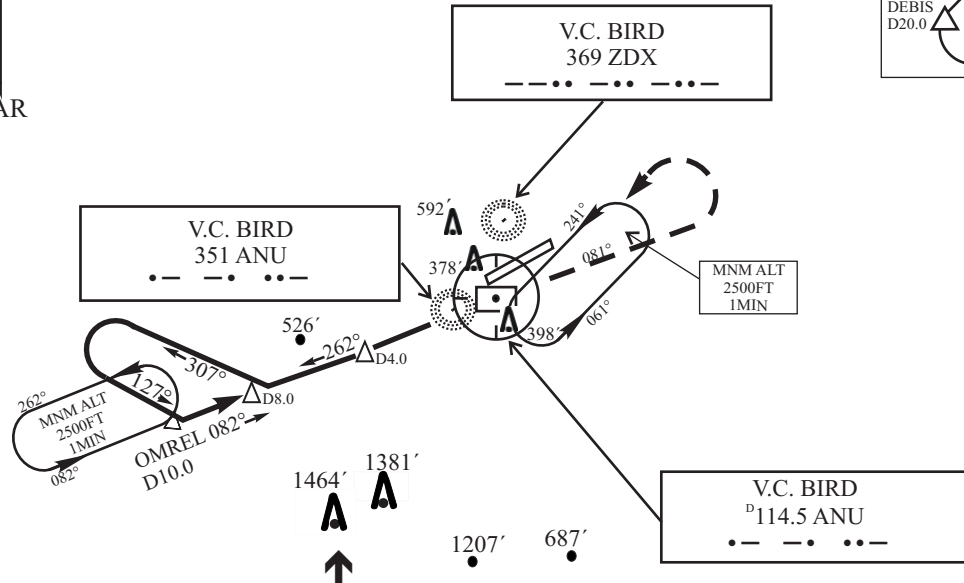 V.C. BIRD
369 ZDX
DEBIS
D20.0
AR
V.C. BIRD
351 ANU
592´
378´
241°
081°
061°
MNM ALT
2500FT
1MIN
398´
526´
262°
D4.0
307°
127°
D8.0
262°
MNM ALT
2500FT
1MIN
082°
OMREL 082°
D10.0
1464´
1381´
1207´
687´
V.C. BIRD
D114.5 ANU